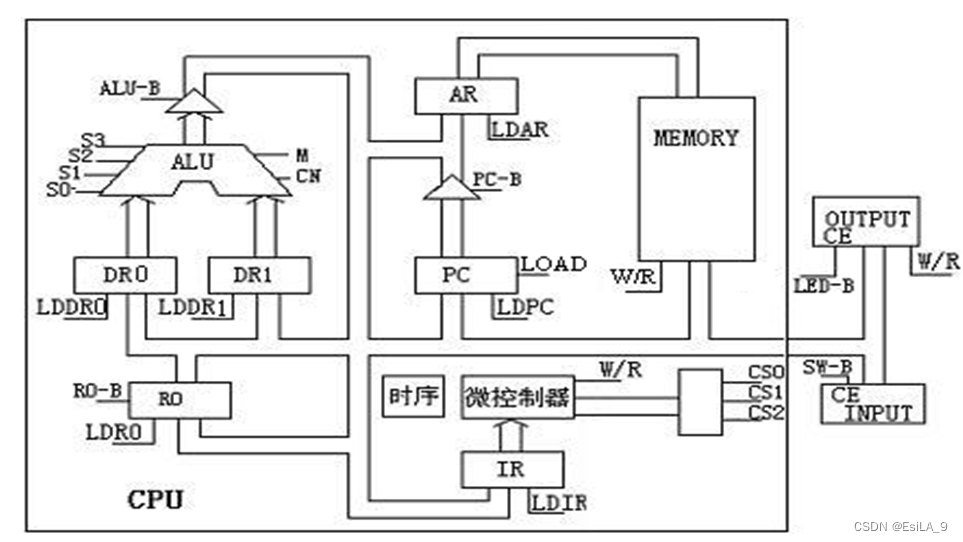 ALU-B
AR
LDAR
MEMORY
S3
S2
S1
S0
ALU
M
CN
PC-B
OUTPUT
CE
LED-B
W/R
DR0
DR1
PC
LOAD
W/R
LDDR0
LDDR1
LDPC
R0-B
R0
LDR0
时序
微控制器
W/R
CS0
CS1
CS2
SW-B
CE
INPUT
IR
LDIR
CPU
CSDN @EsiLA_9